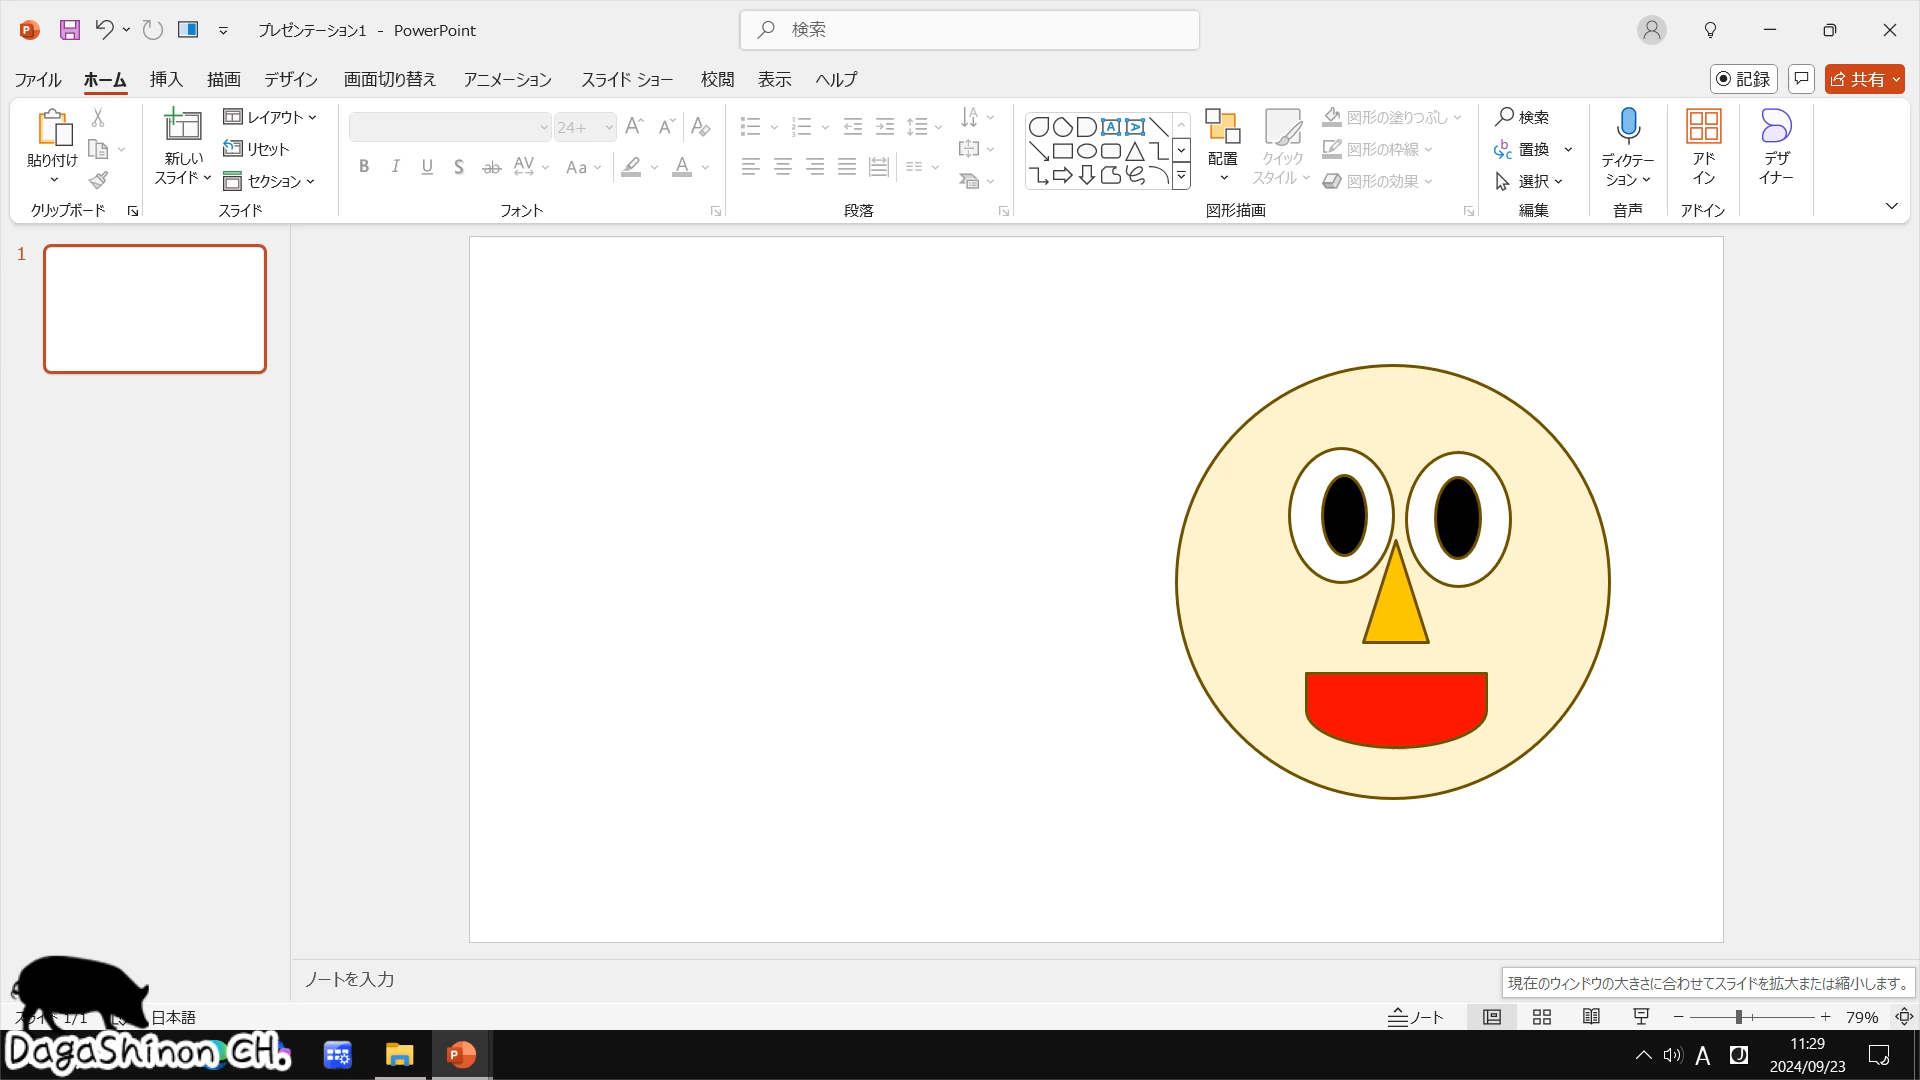 プレゼンテーション1 - PowerPoint
検索
ファイル ホーム 挿入 描画 デザイン 画面切り替え アニメーション スライド ショー 校閲 表示 ヘルプ
記録
共有
貼り付け
クリップボード
新しい
スライド
レイアウト
リセット
セクション
スライド
24+
B I U S ab AV Aa A
フォント
段落
配置
クイック
スタイル
図形の塗りつぶし
図形の枠線
図形の効果
図形描画
検索
置換
選択
編集
ディクテー
ション
音声
アド
イン
アドイン
デザ
イナー
1
ノートを入力
現在のウィンドウの大きさに合わせてスライドを拡大または縮小します。
1/1
日本語
ノート
79%
DagaShinon CH.
A
11:29
2024/09/23